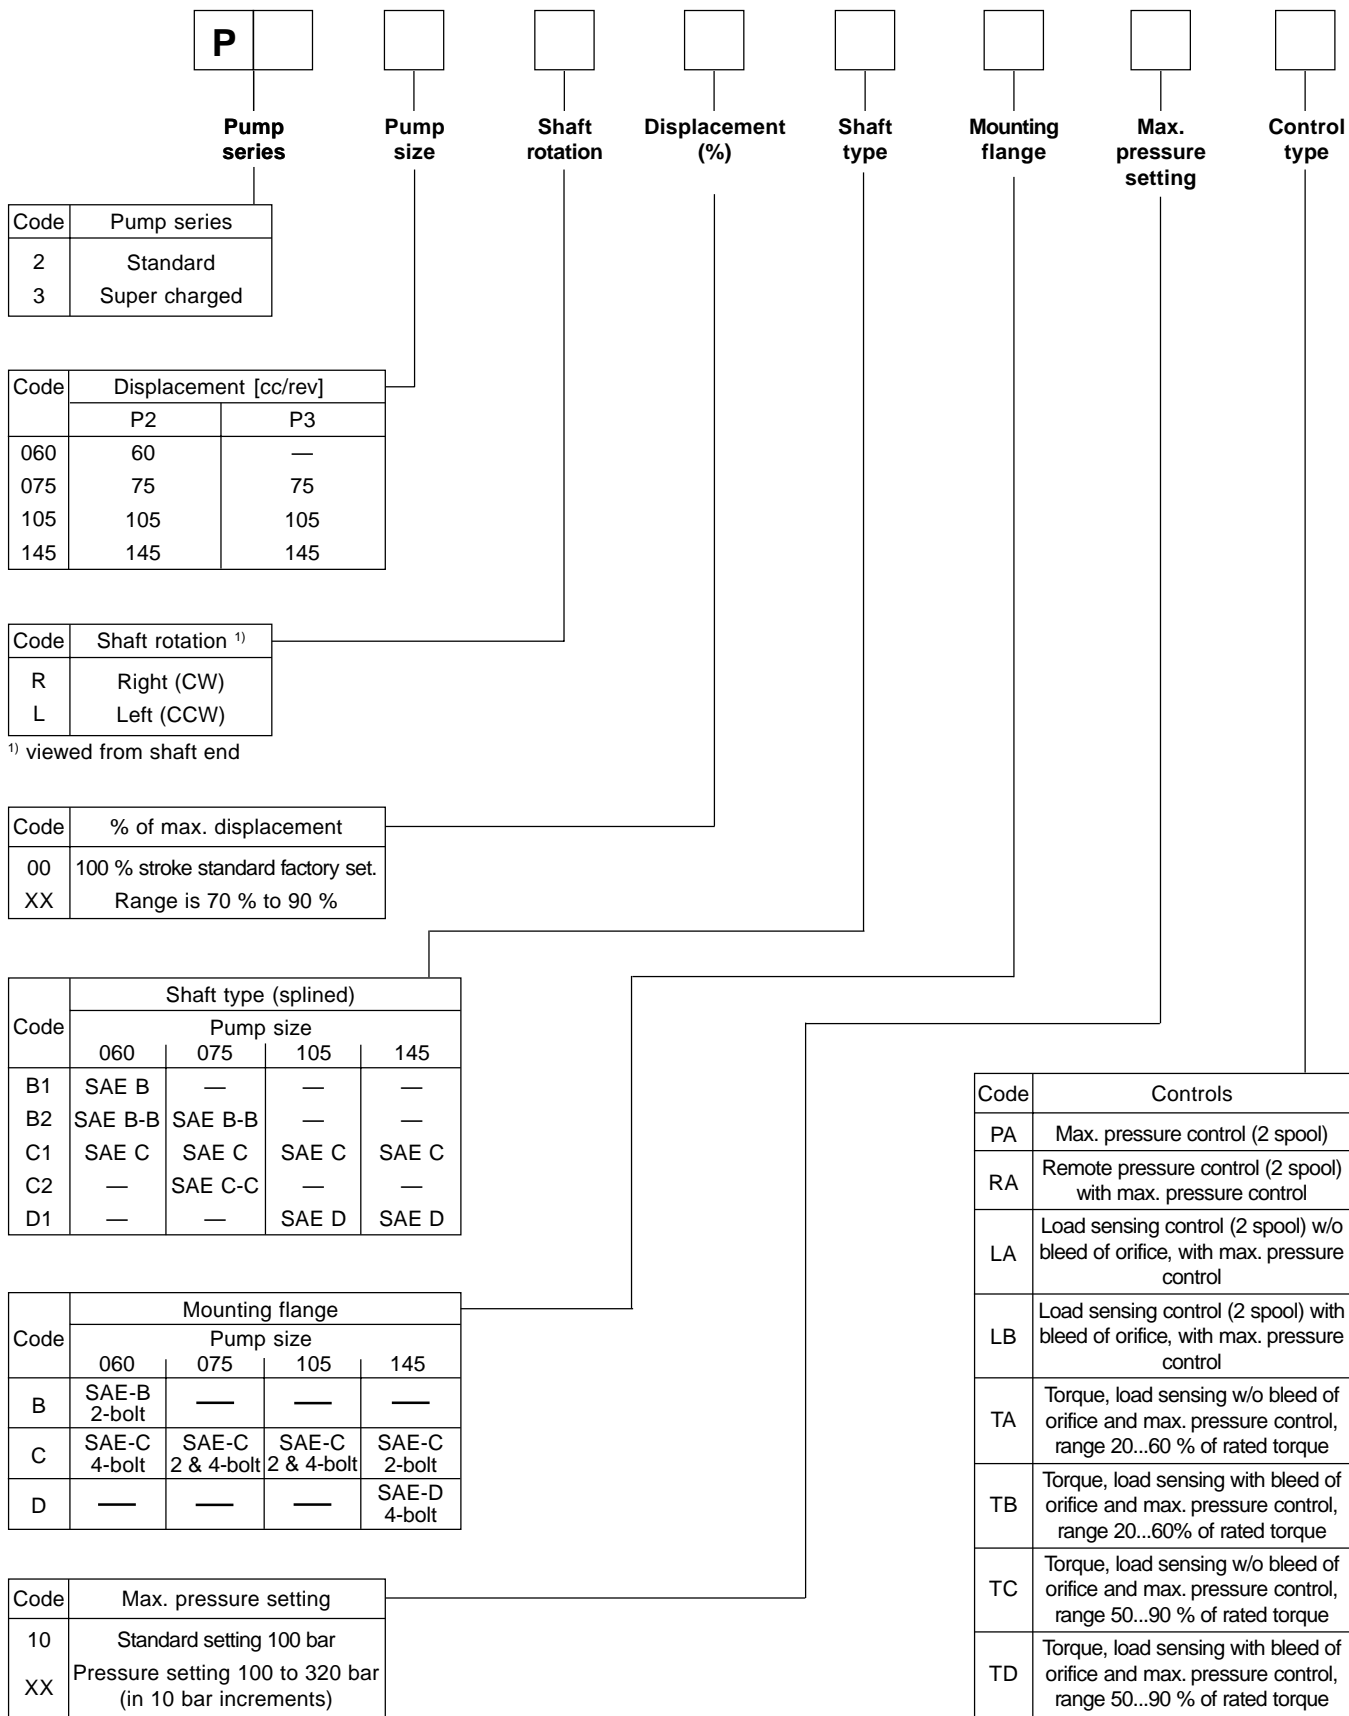 P
Pump series
Pump size
Shaft rotation
Displacement (%)
Shaft type
Mounting flange
Max. pressure setting
Control type
Code Pump series
2 Standard
3 Super charged
Code Displacement [cc/rev]
P2 P3
060 60 —
075 75 75
105 105 105
145 145 145
Code Shaft rotation 1)
R Right (CW)
L Left (CCW)
1) viewed from shaft end
Code % of max. displacement
00 100 % stroke standard factory set.
XX Range is 70 % to 90 %
Code Shaft type (splined)
Pump size
060 075 105 145
B1 SAE B — — —
B2 SAE B-B SAE B-B — —
C1 SAE C SAE C SAE C SAE C
C2 — SAE C-C — —
D1 — — SAE D SAE D
Code Mounting flange
Pump size
060 075 105 145
B SAE-B 2-bolt — — —
C SAE-C 4-bolt SAE-C 2 & 4-bolt SAE-C 2 & 4-bolt SAE-C 2-bolt
D — — — SAE-D 4-bolt
Code Max. pressure setting
10 Standard setting 100 bar
XX Pressure setting 100 to 320 bar
(in 10 bar increments)
Code Controls
PA Max. pressure control (2 spool)
RA Remote pressure control (2 spool)
with max. pressure control
LA Load sensing control (2 spool) w/o
bleed of orifice, with max. pressure
control
LB Load sensing control (2 spool) with
bleed of orifice, with max. pressure
control
TA Torque, load sensing w/o bleed of
orifice and max. pressure control,
range 20...60 % of rated torque
TB Torque, load sensing with bleed of
orifice and max. pressure control,
range 20...60% of rated torque
TC Torque, load sensing w/o bleed of
orifice and max. pressure control,
range 50...90 % of rated torque
TD Torque, load sensing with bleed of
orifice and max. pressure control,
range 50...90 % of rated torque